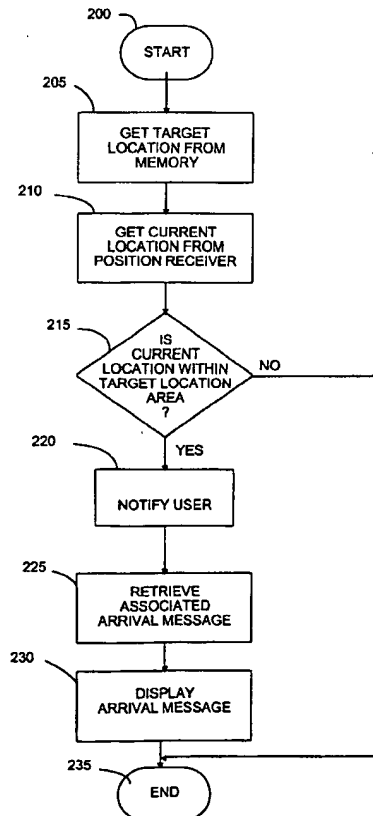 200
START
205
GET TARGET
LOCATION FROM
MEMORY
210
GET CURRENT
LOCATION FROM
POSITION RECEIVER
215
IS
CURRENT
LOCATION WITHIN
TARGET LOCATION
AREA
?
NO
YES
220
NOTIFY USER
225
RETRIEVE
ASSOCIATED
ARRIVAL MESSAGE
230
DISPLAY
ARRIVAL MESSAGE
235
END